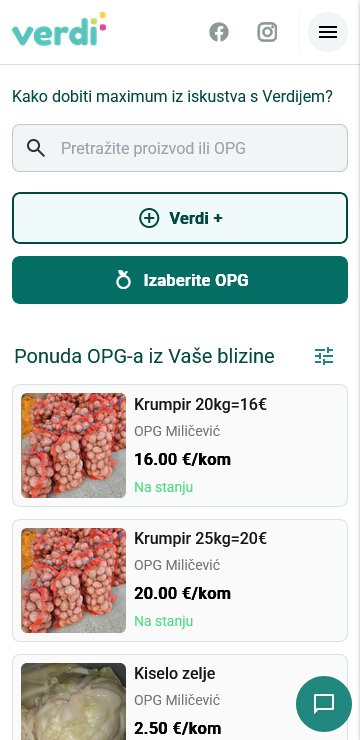 verdi
Kako dobiti maximum iz iskustva s Verdijem?
Pretražite proizvod ili OPG
Verdi +
Izaberite OPG
Ponuda OPG-a iz Vaše blizine
Krumpir 20kg=16€
OPG Miličević
16.00 €/kom
Na stanju
Krumpir 25kg=20€
OPG Miličević
20.00 €/kom
Na stanju
Kiselo zelje
OPG Miličević
2.50 €/kom